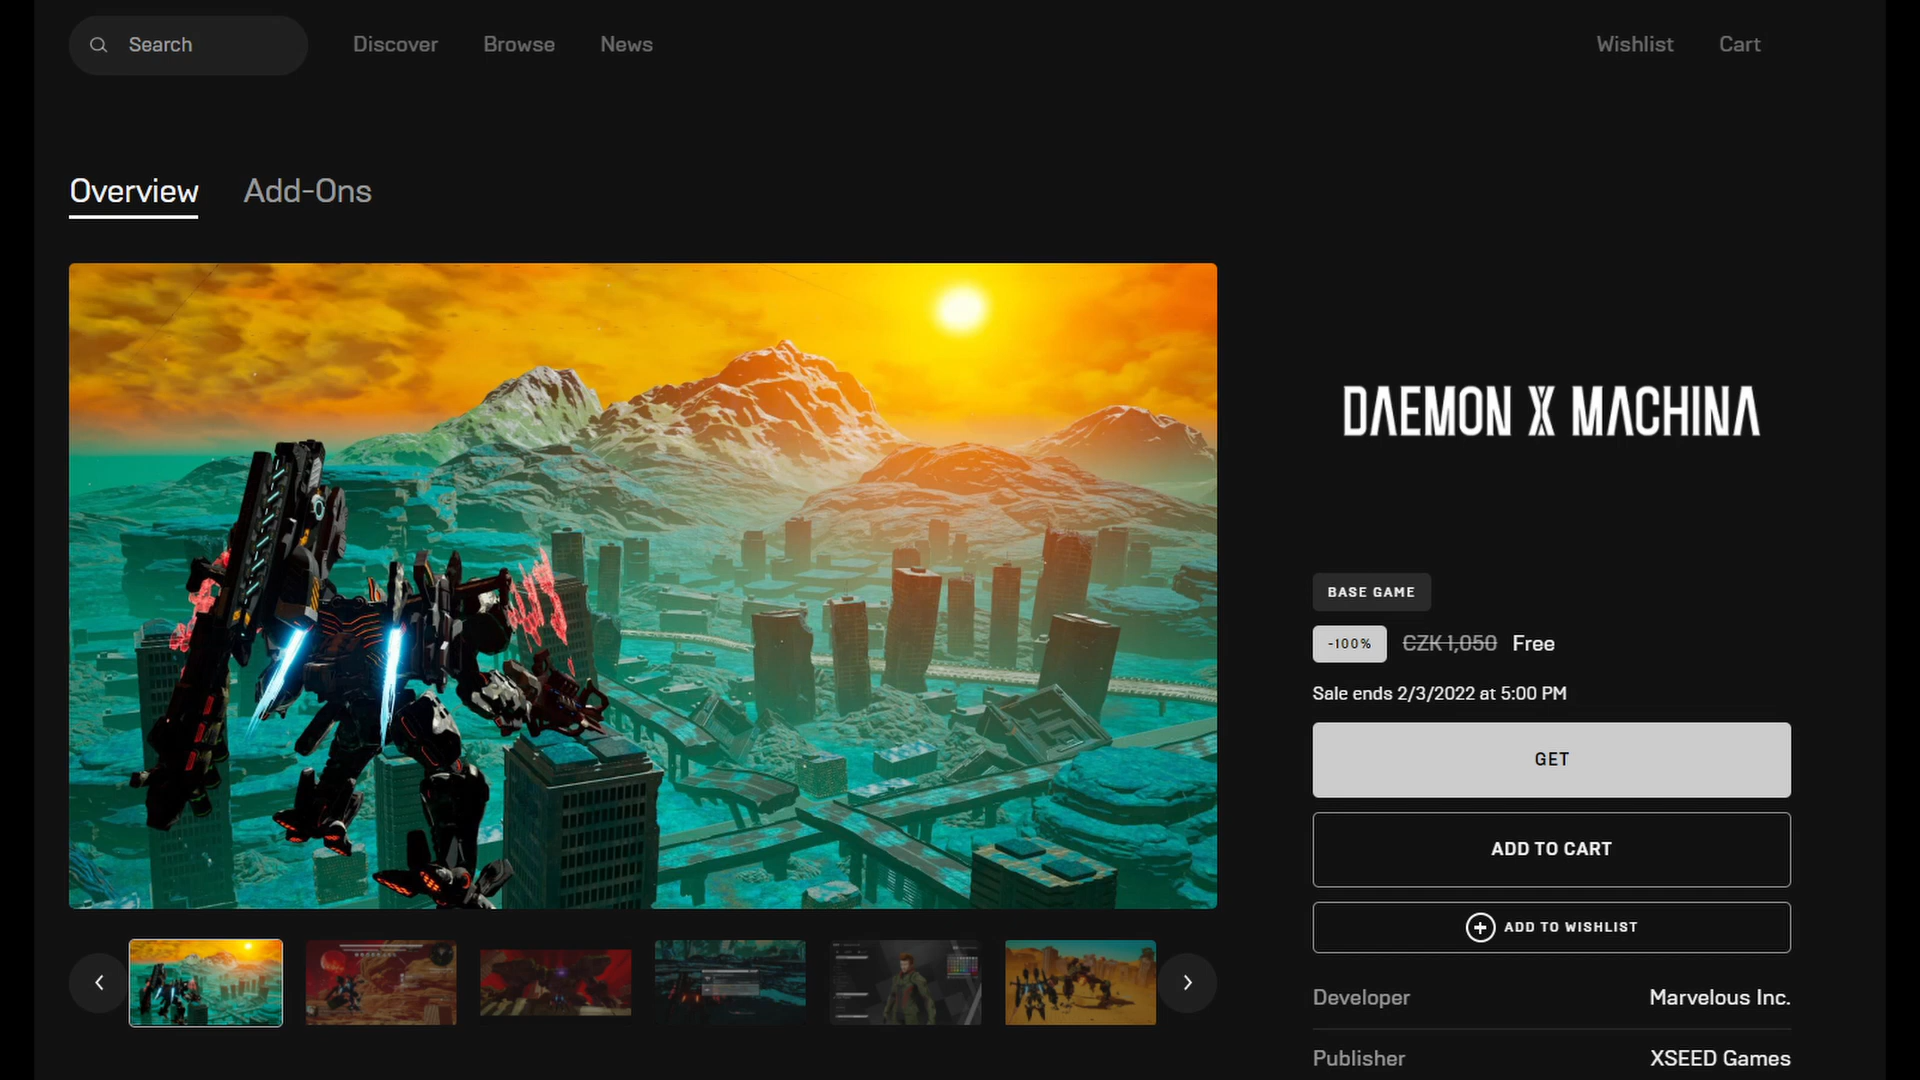 Search
Discover
Browse
News
Wishlist
Cart
Overview
Add-Ons
DAEMON X MACHINA
BASE GAME
-100% CZK 1,050 Free
Sale ends 2/3/2022 at 5:00 PM
GET
ADD TO CART
ADD TO WISHLIST
Developer Marvelous Inc.
Publisher XSEED Games